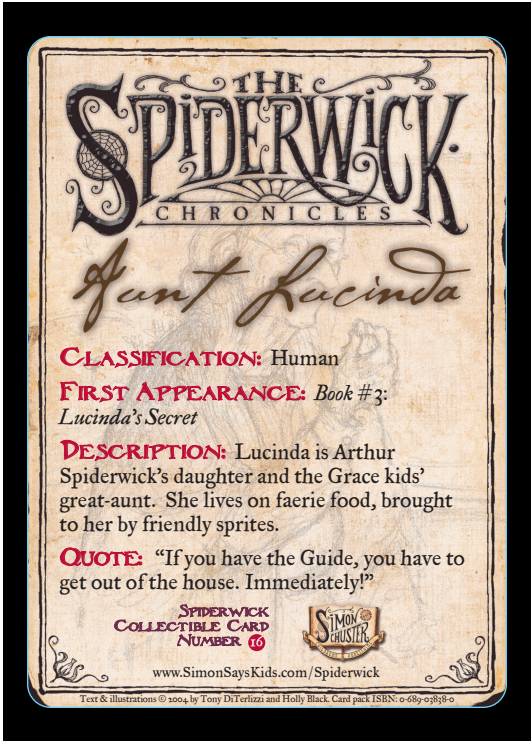 THE
SPIDERWICK
CHRONICLES
Aunt Lucinda
CLASSIFICATION: Human
FIRST APPEARANCE: Book #3:
Lucinda's Secret
DESCRIPTION: Lucinda is Arthur
Spiderwick's daughter and the Grace kids'
great-aunt. She lives on faerie food, brought
to her by friendly sprites.
QUOTE: “If you have the Guide, you have to
get out of the house. Immediately!”
SPIDERWICK
COLLECTIBLE CARD
NUMBER 16
SIMON
SCHUSTER
www.SimonSaysKids.com/Spiderwick
Text & illustrations © 2004 by Tony DiTerlizzi and Holly Black. Card pack ISBN: 0-689-03838-0